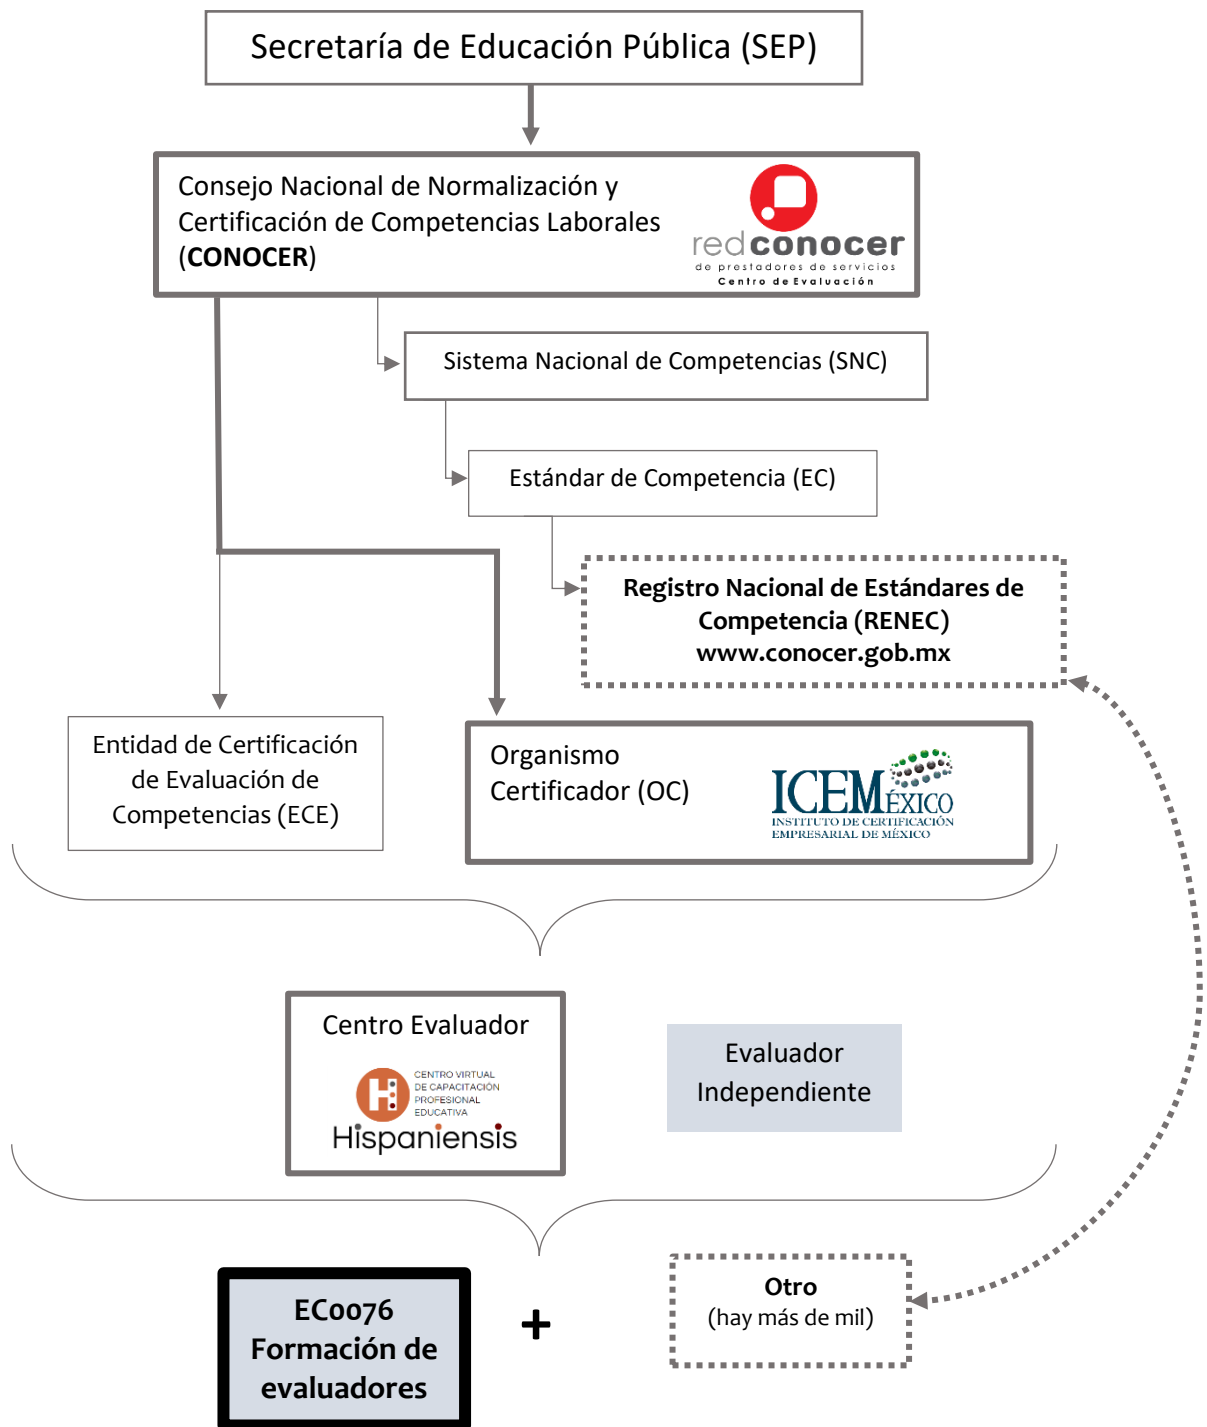 Secretaría de Educación Pública (SEP)
Consejo Nacional de Normalización y
Certificación de Competencias Laborales
(CONOCER)
red conocer
de prestadores de servicios
Centro de Evaluación
Sistema Nacional de Competencias (SNC)
Estándar de Competencia (EC)
Registro Nacional de Estándares de
Competencia (RENEC)
www.conocer.gob.mx
Entidad de Certificación
de Evaluación de
Competencias (ECE)
Organismo
Certificador (OC)
ICEMÉXICO
INSTITUTO DE CERTIFICACIÓN
EMPRESARIAL DE MÉXICO
Centro Evaluador
H
CENTRO VIRTUAL
DE CAPACITACIÓN
PROFESIONAL
EDUCATIVA
Hispaniensis
Evaluador
Independiente
EC0076
Formación de
evaluadores
+
Otro
(hay más de mil)